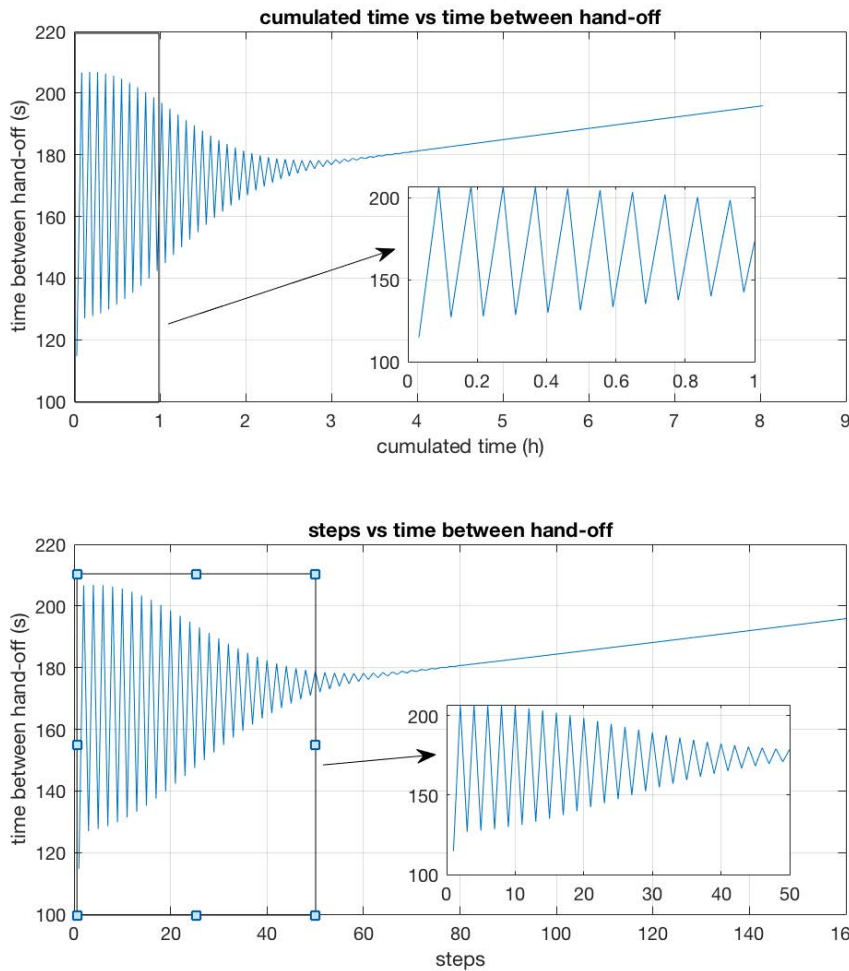 cumulated time vs time between hand-off
220
200
180
160
140
120
100
time between hand-off (s)
200
150
100
0 0.2 0.4 0.6 0.8 1
0 1 2 3 4 5 6 7 8 9
cumulated time (h)
steps vs time between hand-off
220
200
180
160
140
120
100
time between hand-off (s)
200
150
100
0 10 20 30 40 50
0 20 40 60 80 100 120 140 160
steps